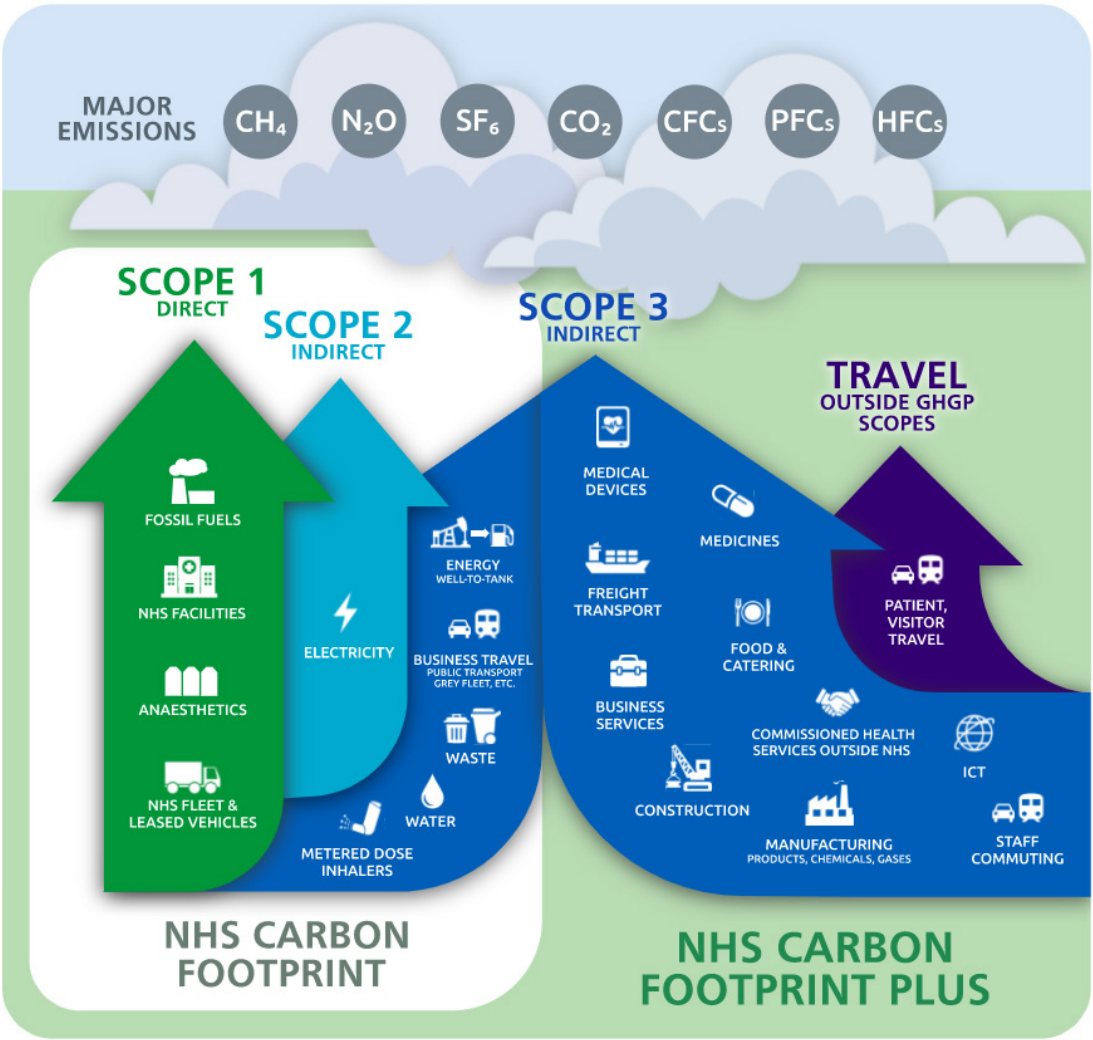 MAJOR
EMISSIONS
CH₄
N₂O
SF₆
CO₂
CFCs
PFCs
HFCs
SCOPE 1
DIRECT
SCOPE 2
INDIRECT
SCOPE 3
INDIRECT
TRAVEL
OUTSIDE GHGP
SCOPES
FOSSIL FUELS
NHS FACILITIES
ANAESTHETICS
NHS FLEET &
LEASED VEHICLES
ELECTRICITY
ENERGY
WELL-TO-TANK
BUSINESS TRAVEL
PUBLIC TRANSPORT
GREY FLEET, ETC.
WASTE
WATER
METERED DOSE
INHALERS
MEDICAL
DEVICES
MEDICINES
FREIGHT
TRANSPORT
FOOD &
CATERING
BUSINESS
SERVICES
COMMISSIONED HEALTH
SERVICES OUTSIDE NHS
CONSTRUCTION
MANUFACTURING
PRODUCTS, CHEMICALS, GASES
ICT
STAFF
COMMUTING
PATIENT,
VISITOR
TRAVEL
NHS CARBON
FOOTPRINT
NHS CARBON
FOOTPRINT PLUS